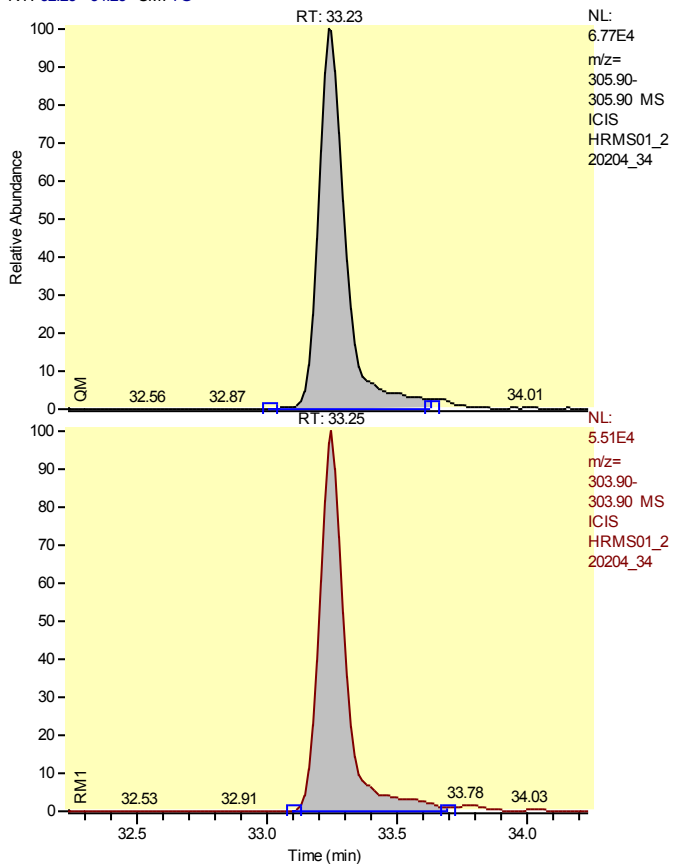 RT: 33.23
NL:
6.77E4
m/z=
305.90-
305.90 MS
ICIS
HRMS01_2
20204_34
100
90
80
70
60
50
40
30
20
10
0
Relative Abundance
QM
32.56 32.87 34.01
RT: 33.25
NL:
5.51E4
m/z=
303.90-
303.90 MS
ICIS
HRMS01_2
20204_34
100
90
80
70
60
50
40
30
20
10
0
RM1
32.53 32.91 33.78 34.03
32.5 33.0 33.5 34.0
Time (min)